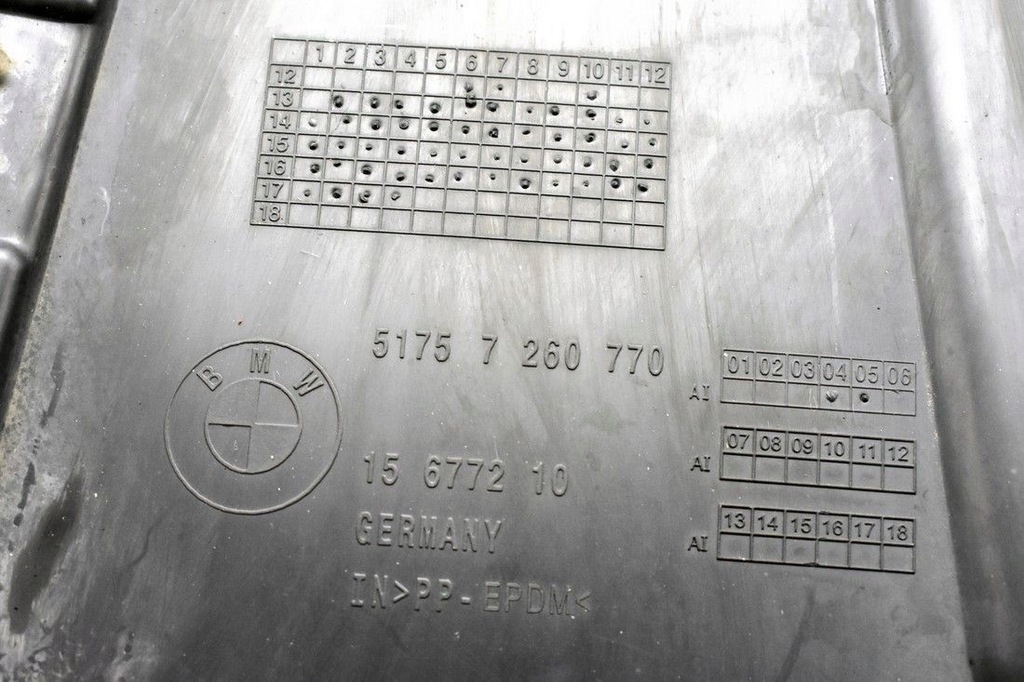 1 2 3 4 5 6 7 8 9 10 11 12
12
13
14
15
16
17
18
5175 7 260 770
BMW
15 6772 10
GERMANY
IN>PP-EPDM<
01 02 03 04 05 06
AI
07 08 09 10 11 12
AI
13 14 15 16 17 18
AI